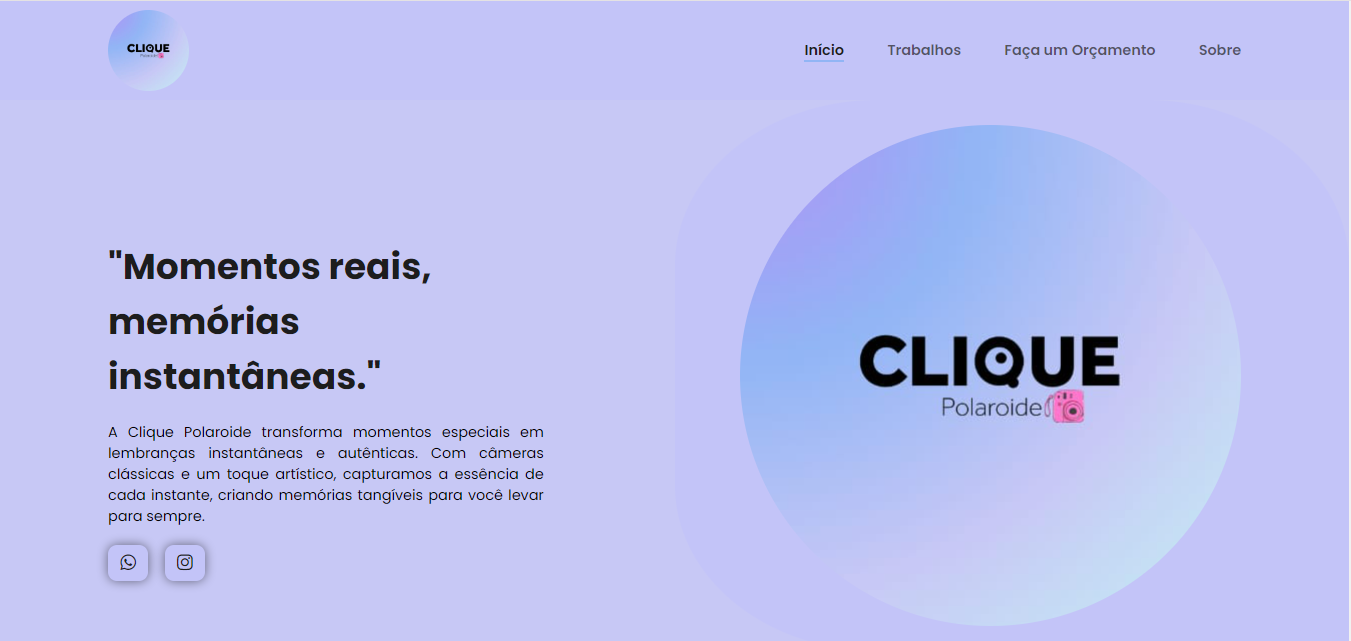 CLIQUE
Polaroide
Início Trabalhos Faça um Orçamento Sobre
"Momentos reais,
memórias
instantâneas."
A Clique Polaroide transforma momentos especiais em
lembranças instantâneas e autênticas. Com câmeras
clássicas e um toque artístico, capturamos a essência de
cada instante, criando memórias tangíveis para você levar
para sempre.
CLIQUE
Polaroide